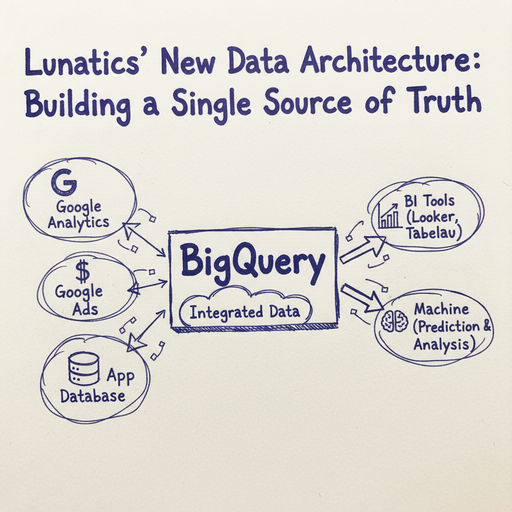 Lunatics' New Data Architecture:
Building a Single Source of Truth
G
Google
Analytics
$
Google
Ads
App
Database
BigQuery
Integrated Data
BI Tools
(Looker,
Tabelau)
Machine
(Prediction &
Analysis)